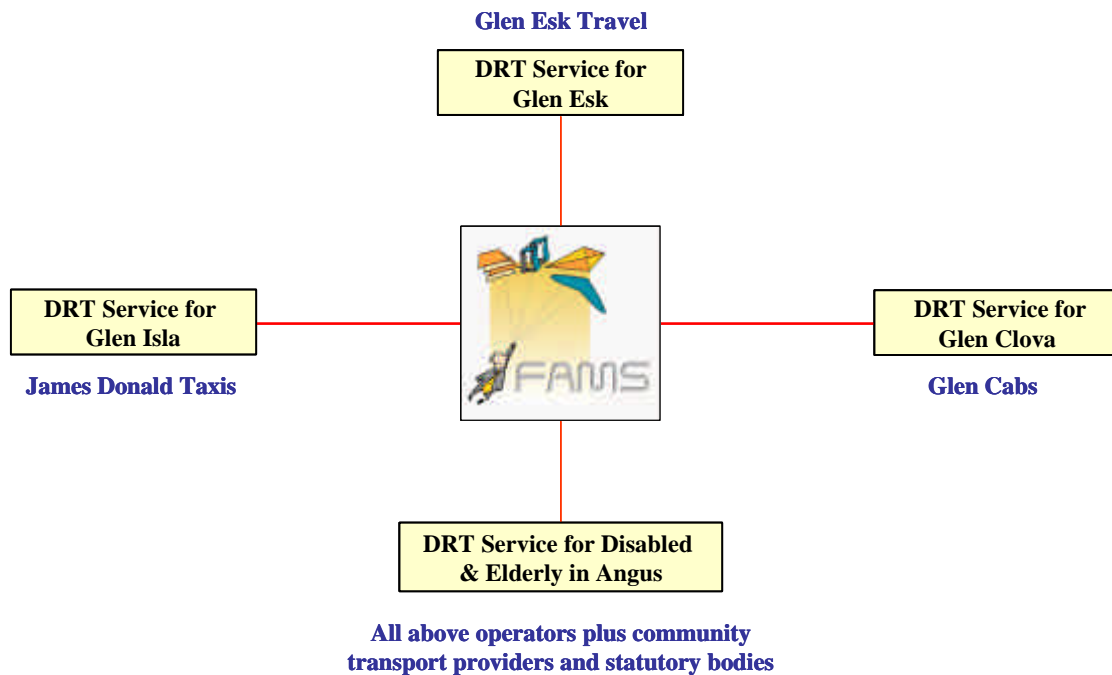 Glen Esk Travel
DRT Service for
Glen Esk
DRT Service for
Glen Isla
James Donald Taxis
FAMS
DRT Service for
Glen Clova
Glen Cabs
DRT Service for Disabled
& Elderly in Angus
All above operators plus community
transport providers and statutory bodies